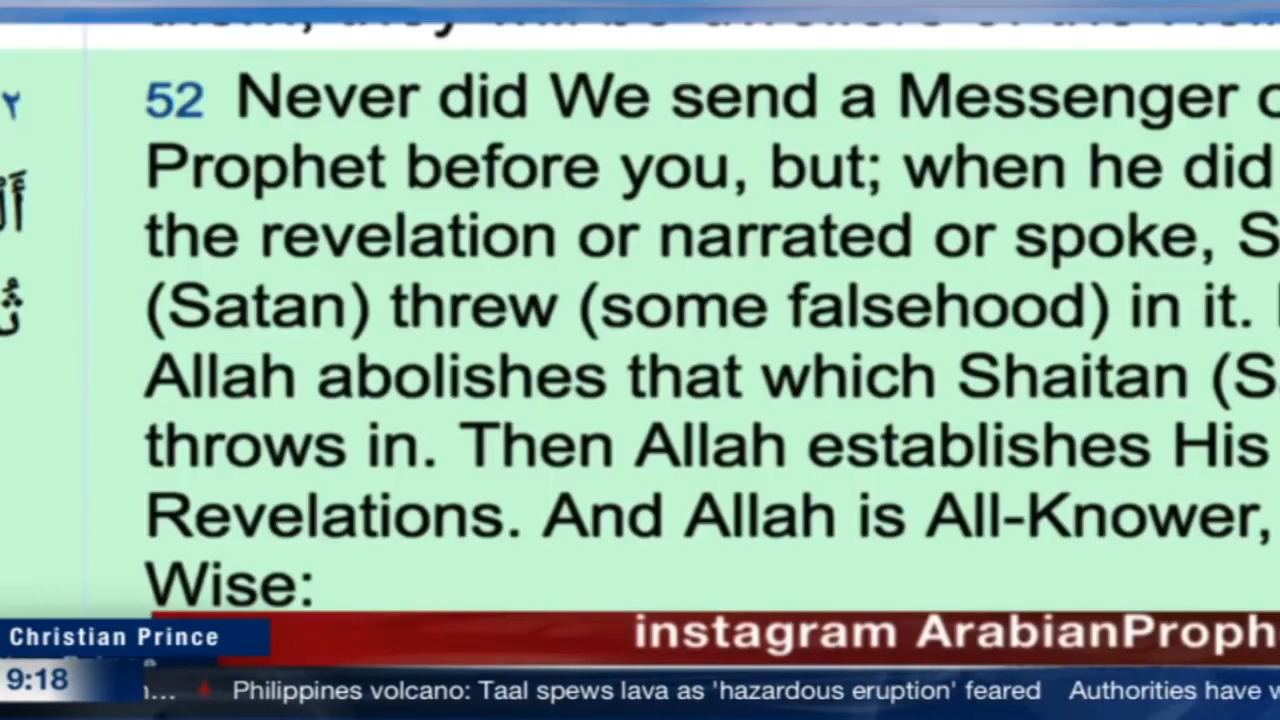 52 Never did We send a Messenger
Prophet before you, but; when he did
the revelation or narrated or spoke,
(Satan) threw (some falsehood) in it.
Allah abolishes that which Shaitan
throws in. Then Allah establishes His
Revelations. And Allah is All-Knower,
Wise:
instagram ArabianProph
Christian Prince
9:18
Philippines volcano: Taal spews lava as 'hazardous eruption' feared Authorities have